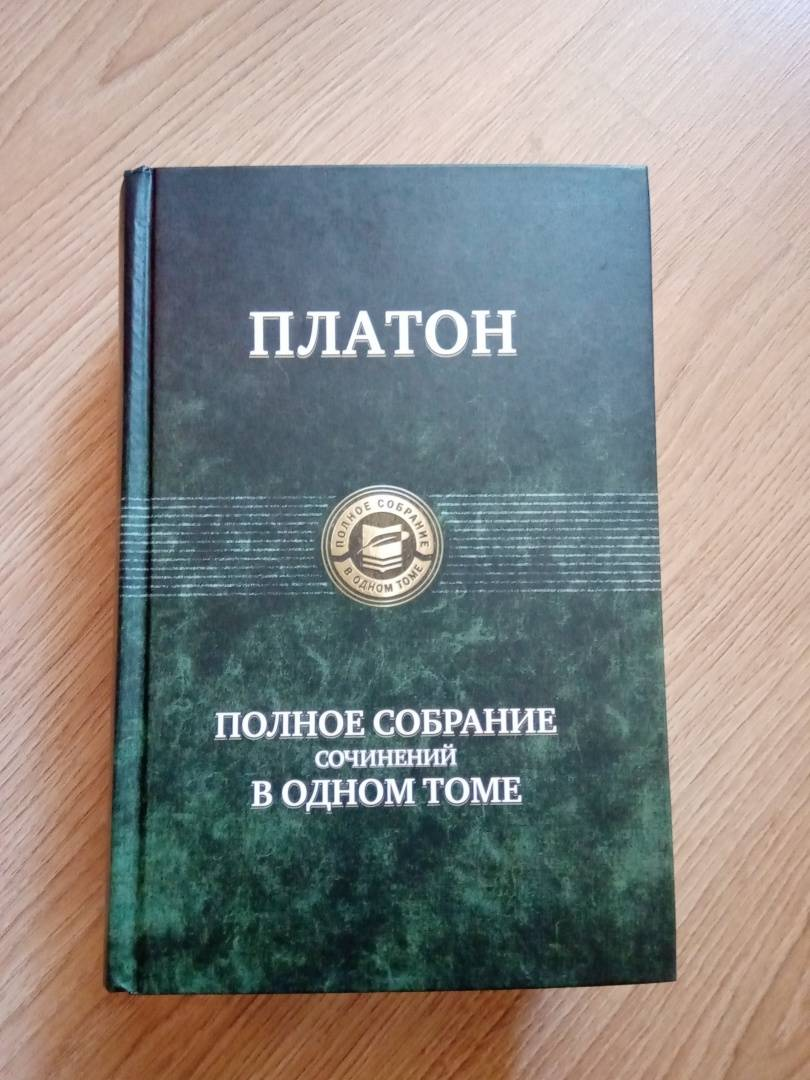 ПЛАТОН
ПОЛНОЕ СОБРАНИЕ
В ОДНОМ ТОМЕ
ПОЛНОЕ СОБРАНИЕ
СОЧИНЕНИЙ
В ОДНОМ ТОМЕ